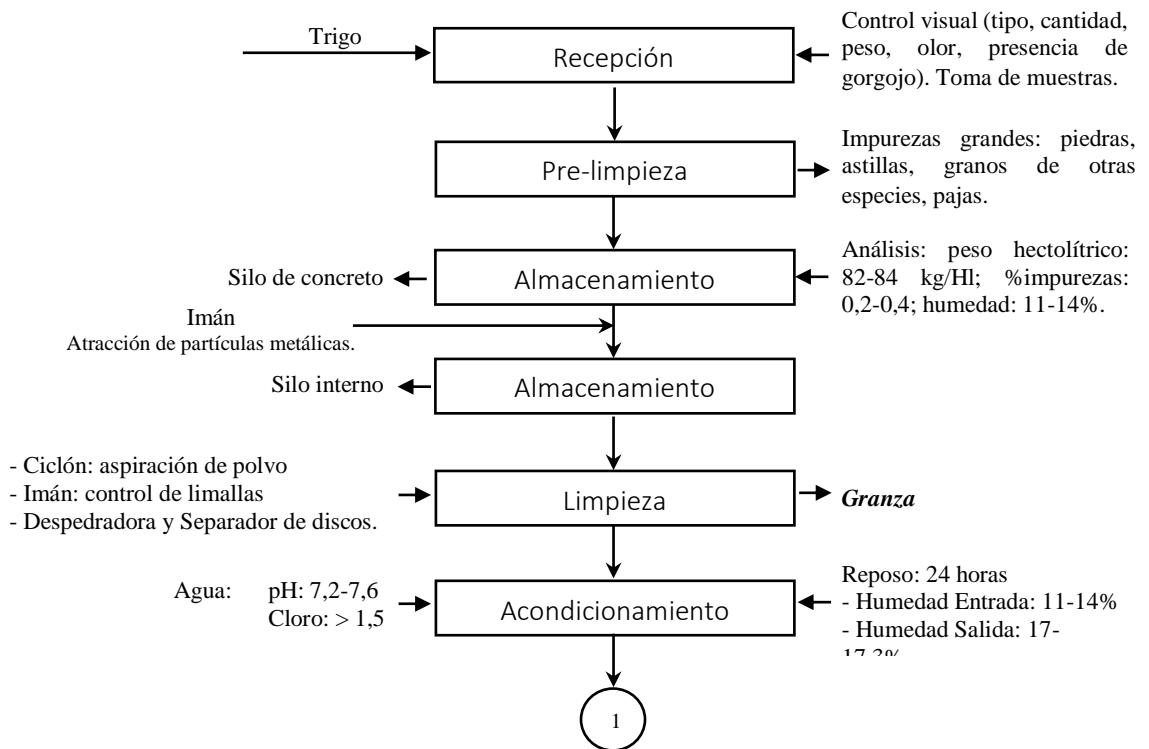 Trigo
Recepción
Control visual (tipo, cantidad,
peso, olor, presencia de
gorgojo). Toma de muestras.
Pre-limpieza
Impurezas grandes: piedras,
astillas, granos de otras
especies, pajas.
Silo de concreto
Almacenamiento
Análisis: peso hectolítrico:
82-84 kg/Hl; %impurezas:
0,2-0,4; humedad: 11-14%.
Imán
Atracción de partículas metálicas.
Silo interno
Almacenamiento
- Ciclón: aspiración de polvo
- Imán: control de limallas
- Despedradora y Separador de discos.
Limpieza
Granza
Agua: pH: 7,2-7,6
Cloro: > 1,5
Acondicionamiento
Reposo: 24 horas
- Humedad Entrada: 11-14%
- Humedad Salida: 17-
17,3%
1